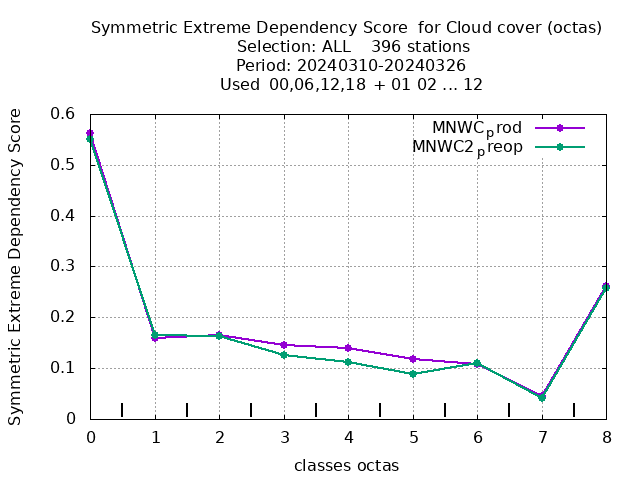 Symmetric Extreme Dependency Score  for Cloud cover (octas)
Selection: ALL    396 stations
Period: 20240310-20240326
Used  00,06,12,18  + 01 02 ... 12
MNWCprod
MNWC2preop
Symmetric Extreme Dependency Score
0.6
0.5
0.4
0.3
0.2
0.1
0
0 1 2 3 4 5 6 7 8
classes octas